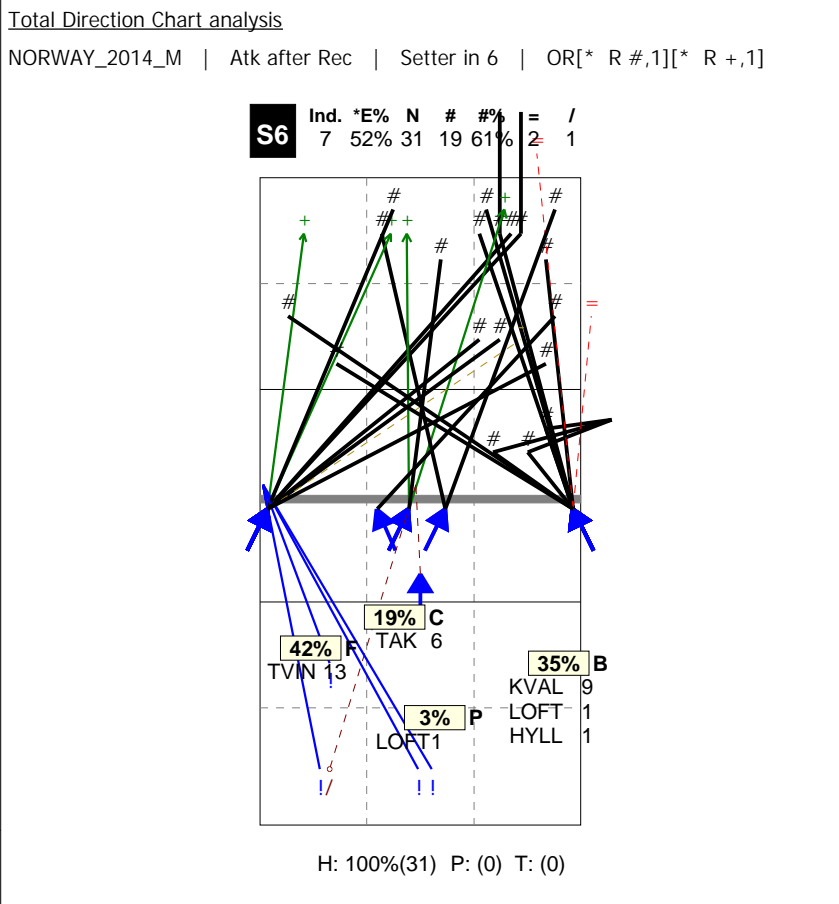 Total Direction Chart analysis
NORWAY_2014_M | Atk after Rec | Setter in 6 | OR[* R #,1][* R +,1]
S6 Ind. *E% N # #% = /
7 52% 31 19 61% 2 1
=
# # + #
+ #+ + # # # #
# #
# # =
# #
# #
#
# #
19% C
TAK 6
42% F
TVIN 13
!
35% B
KVAL 9
LOFT 1
HYLL 1
3% P
LOFT1
! / ! !
H: 100%(31) P: (0) T: (0)